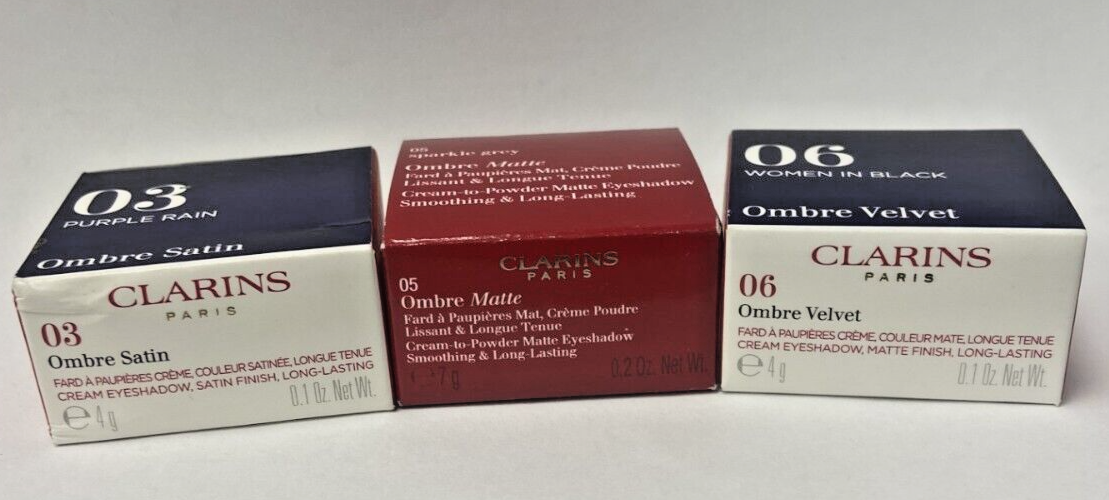 03
PURPLE RAIN
Ombre Satin
CLARINS
PARIS
03
Ombre Satin
FARD À PAUPIÈRES CRÈME, COULEUR SATINÉE, LONGUE TENUE
CREAM EYESHADOW, SATIN FINISH, LONG-LASTING
e 4 g
0.1 Oz. Net Wt.
05
sparkle grey
Ombre Matte
Fard à Paupières Mat, Crème Poudre
Lissant & Longue Tenue
Cream-to-Powder Matte Eyeshadow
Smoothing & Long-Lasting
CLARINS
PARIS
05
Ombre Matte
Fard à Paupières Mat, Crème Poudre
Lissant & Longue Tenue
Cream-to-Powder Matte Eyeshadow
Smoothing & Long-Lasting
7 g
0.2 Oz. Net Wt.
06
WOMEN IN BLACK
Ombre Velvet
CLARINS
PARIS
06
Ombre Velvet
FARD À PAUPIÈRES CRÈME, COULEUR MATE, LONGUE TENUE
CREAM EYESHADOW, MATTE FINISH, LONG-LASTING
e 4 g
0.1 Oz. Net Wt.